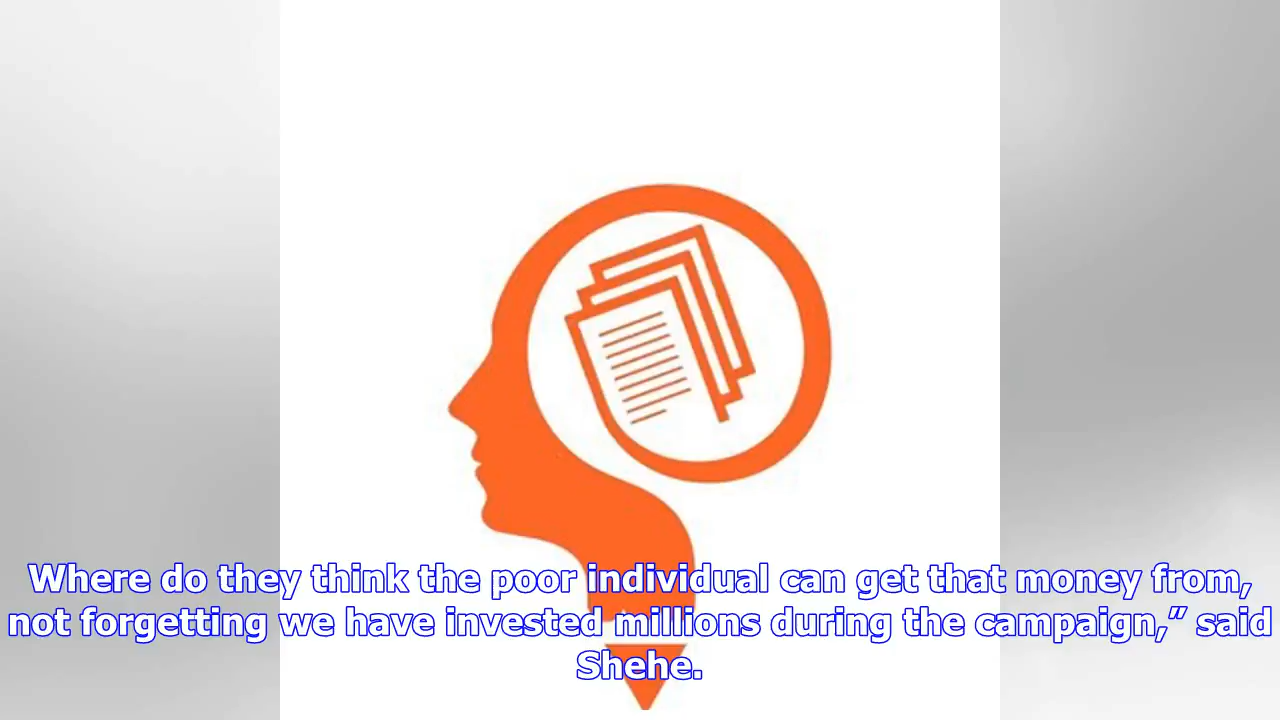 Where do they think the poor individual can get that money from,
not forgetting we have invested millions during the campaign,” said
Shehe.